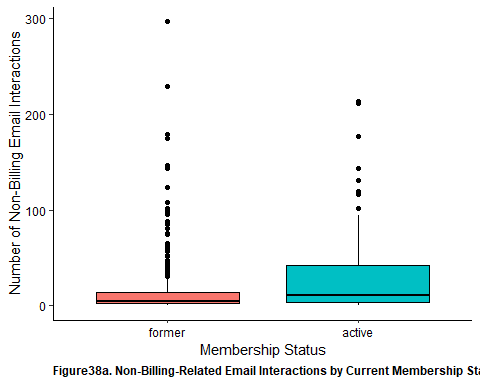 300
200
100
0
Number of Non-Billing Email Interactions
former active
Membership Status
Figure38a. Non-Billing-Related Email Interactions by Current Membership Sta